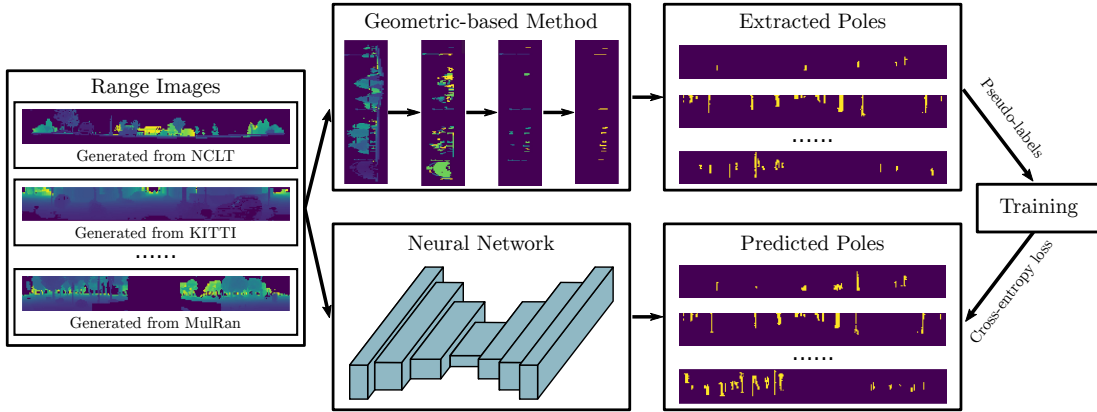 Range Images
Generated from NCLT
Generated from KITTI
......
Generated from MulRan
Geometric-based Method
Neural Network
Extracted Poles
......
Predicted Poles
......
Pseudo-labels
Training
Cross-entropy loss